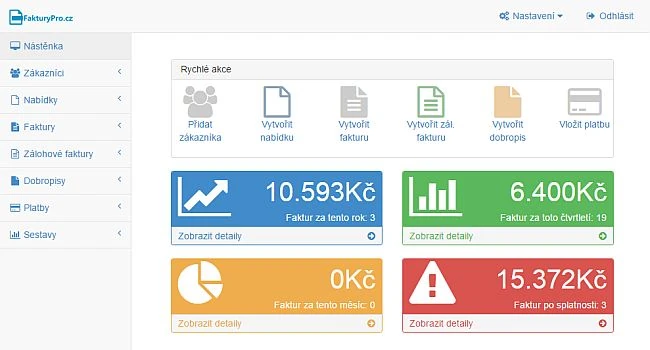 FakturyPro.cz
Nastavení
Odhlásit
Nástěnka
Zákazníci
Nabídky
Faktury
Zálohové faktury
Dobropisy
Platby
Sestavy
Rychlé akce
Přidat
zákazníka
Vytvořit
nabídku
Vytvořit
fakturu
Vytvořit zál.
fakturu
Vytvořit
dobropis
Vložit platbu
10.593Kč
Faktur za tento rok: 3
Zobrazit detaily
6.400Kč
Faktur za toto čtvrtletí: 19
Zobrazit detaily
0Kč
Faktur za tento měsíc: 0
Zobrazit detaily
15.372Kč
Faktur po splatnosti: 3
Zobrazit detaily